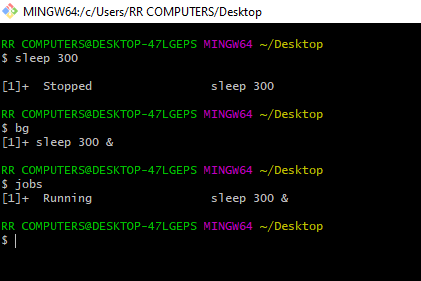 MINGW64:/c/Users/RR COMPUTERS/Desktop
RR COMPUTERS@DESKTOP-47LGEPS MINGW64 ~/Desktop
$ sleep 300
[1]+  Stopped                 sleep 300
RR COMPUTERS@DESKTOP-47LGEPS MINGW64 ~/Desktop
$ bg
[1]+ sleep 300 &
RR COMPUTERS@DESKTOP-47LGEPS MINGW64 ~/Desktop
$ jobs
[1]+  Running                 sleep 300 &
RR COMPUTERS@DESKTOP-47LGEPS MINGW64 ~/Desktop
$